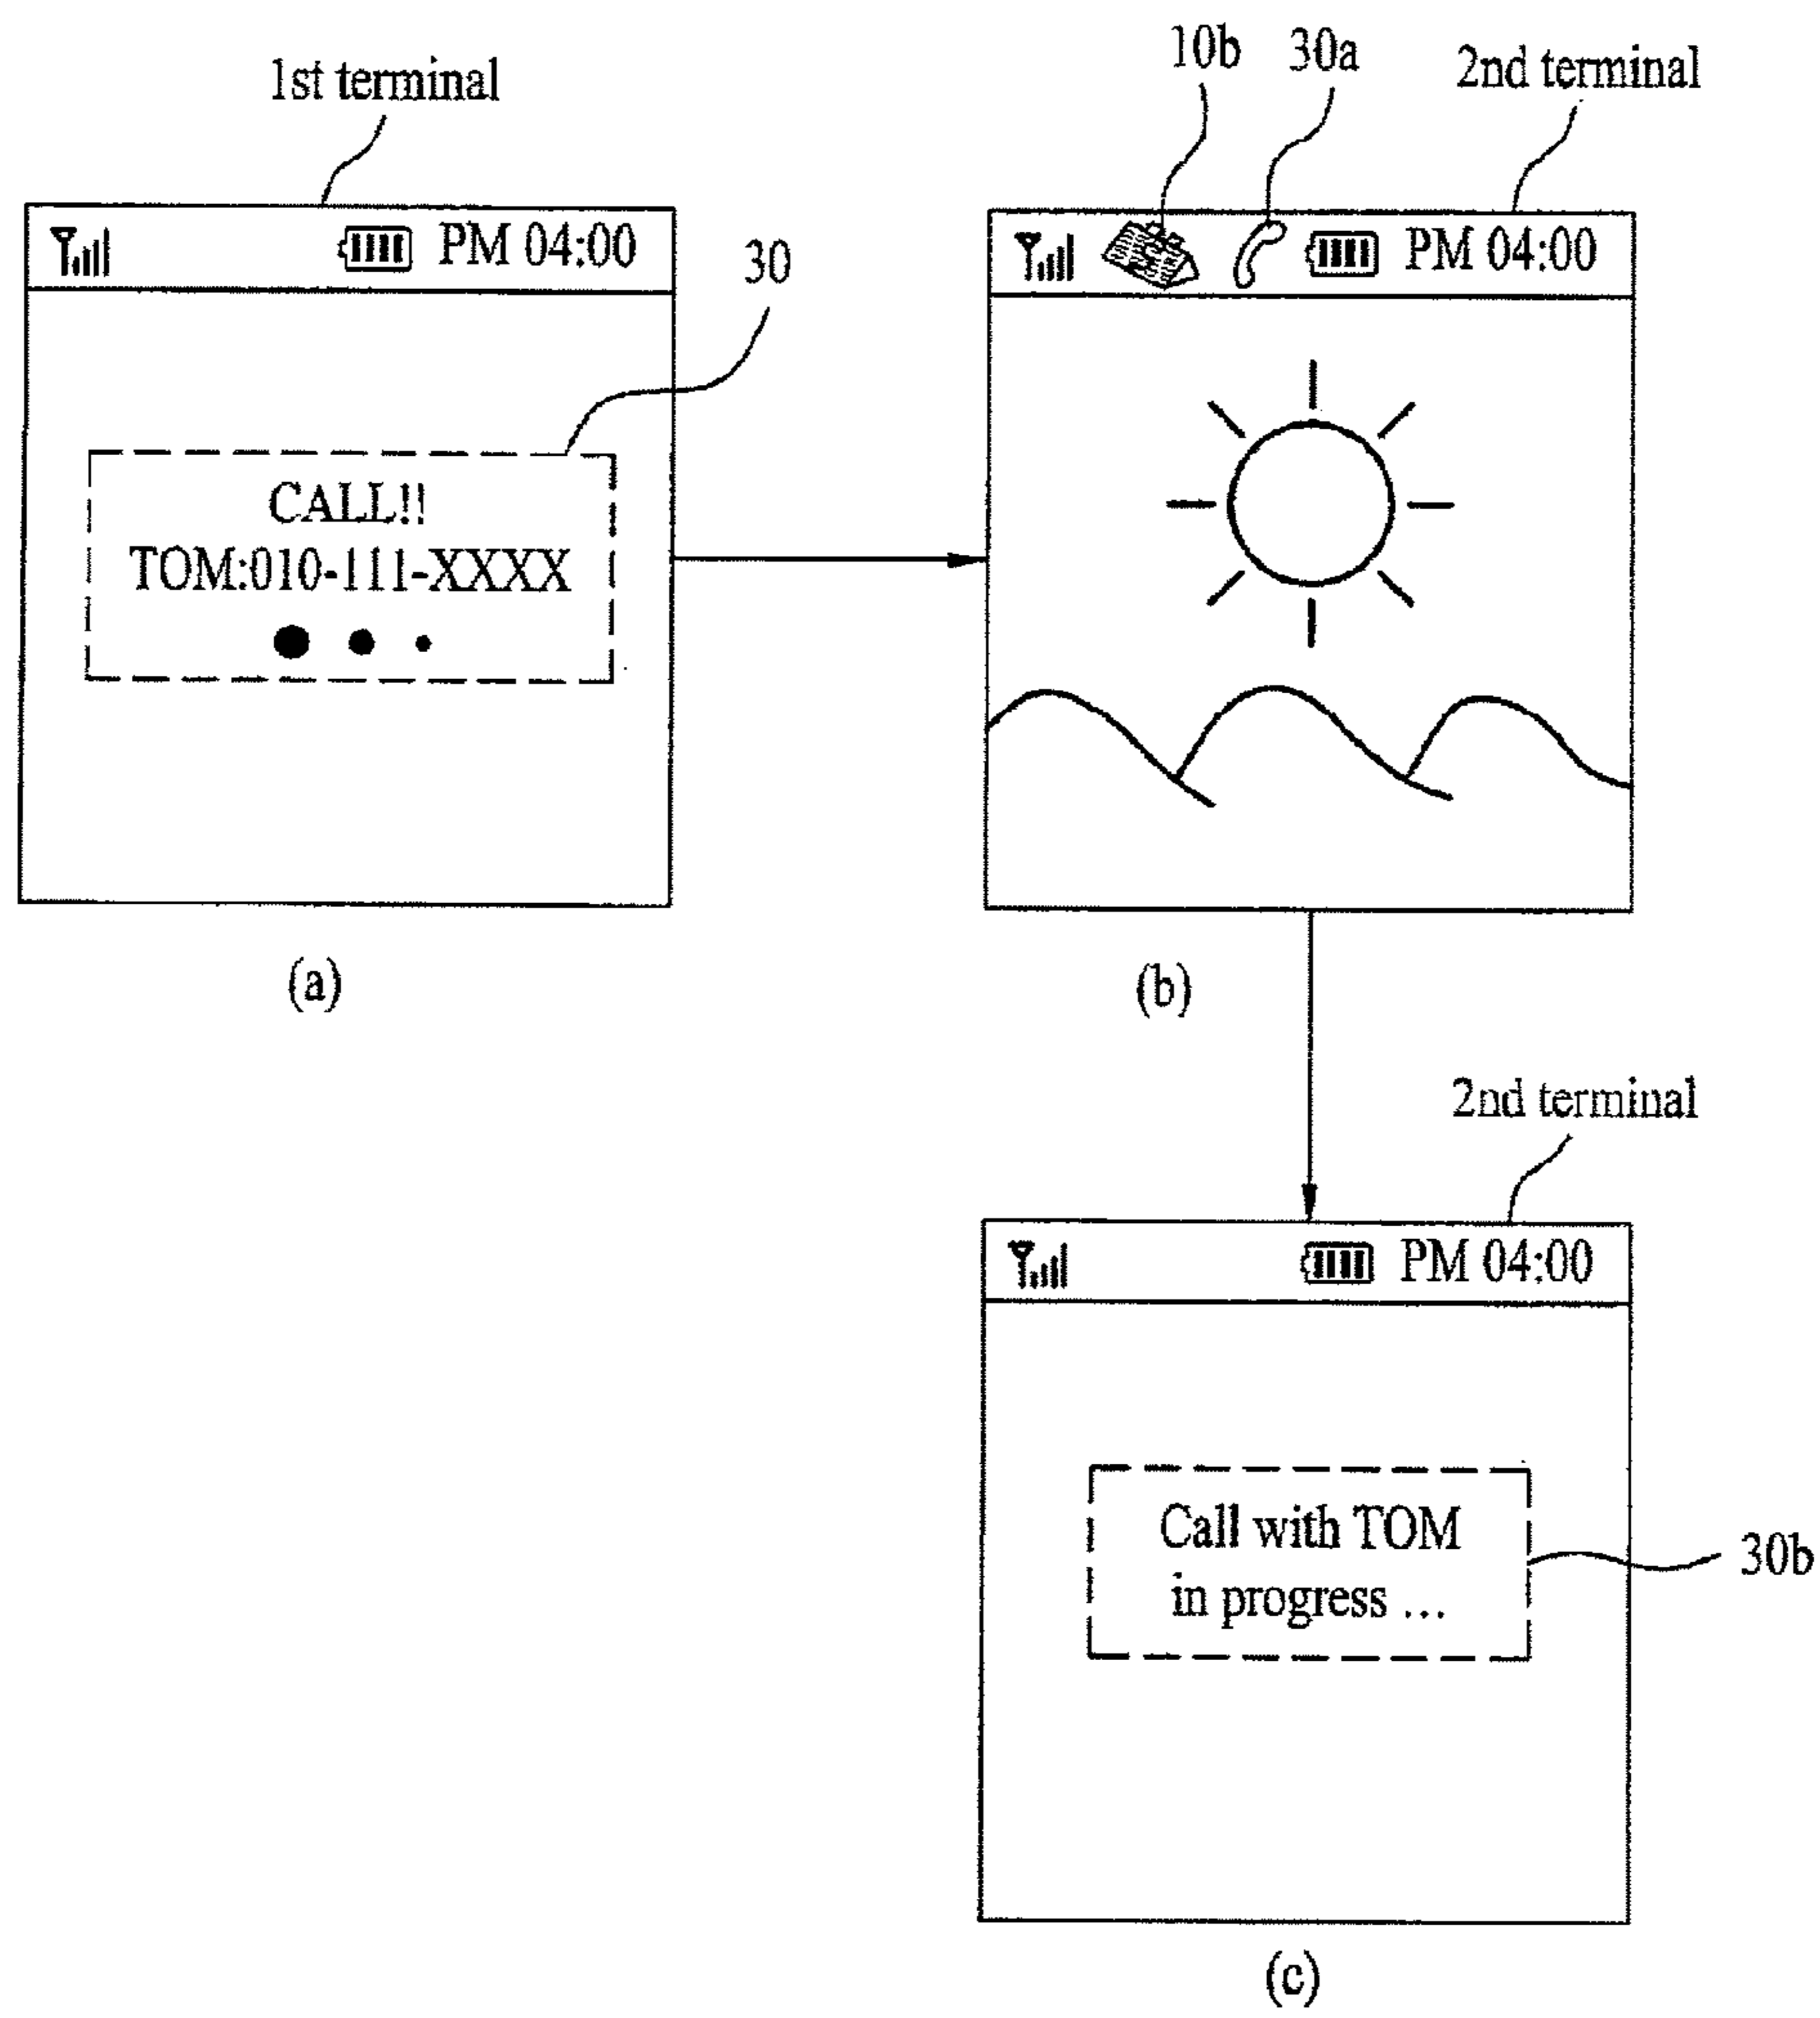 1st terminal
10b
30a
2nd terminal
PM 04:00
30
PM 04:00
CALL!!
TOM:010-111-XXXX
(a)
(b)
2nd terminal
PM 04:00
Call with TOM
in progress ...
30b
(c)